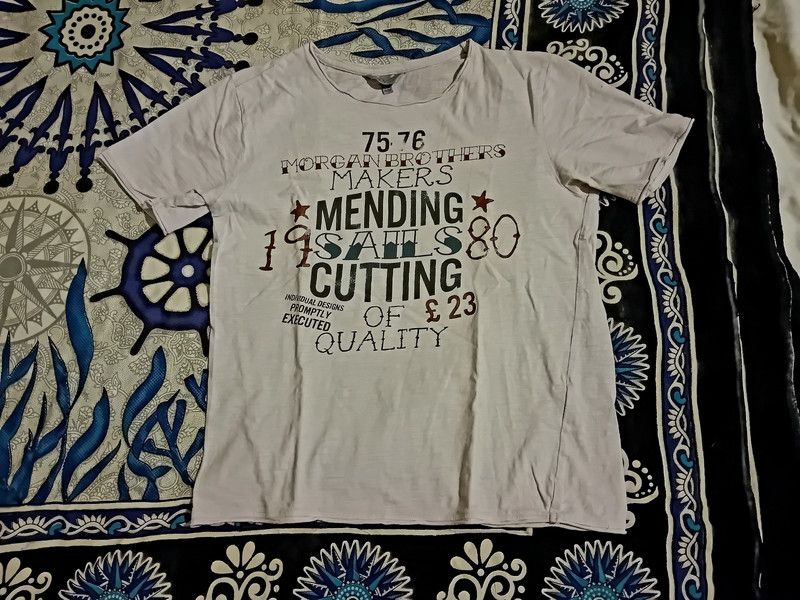 75.76
MORGAN BROTHERS
MAKERS
MENDING
19 SAILS 80
CUTTING
INDIVIDUAL DESIGNS
PROMPTLY
EXECUTED
OF
£ 23
QUALITY